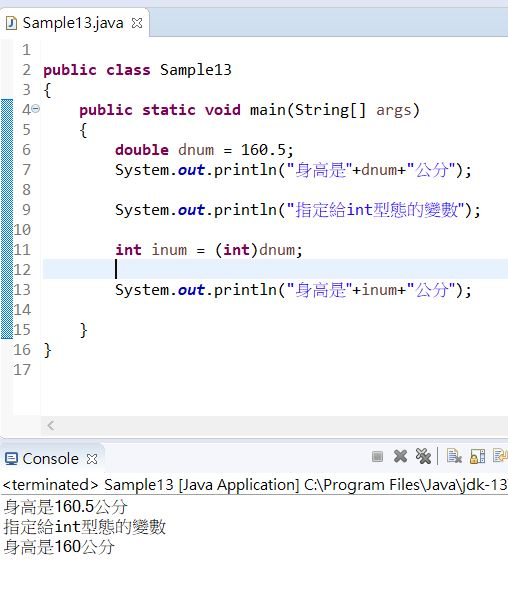 Sample13.java
1
2 public class Sample13
3 {
4 public static void main(String[] args)
5 {
6 double dnum = 160.5;
7 System.out.println("身高是"+dnum+"公分");
8
9 System.out.println("指定給int型態的變數");
10
11 int inum = (int)dnum;
12
13 System.out.println("身高是"+inum+"公分");
14
15 }
16 }
17
Console
<terminated> Sample13 [Java Application] C:\Program Files\Java\jdk-13
身高是160.5公分
指定給int型態的變數
身高是160公分